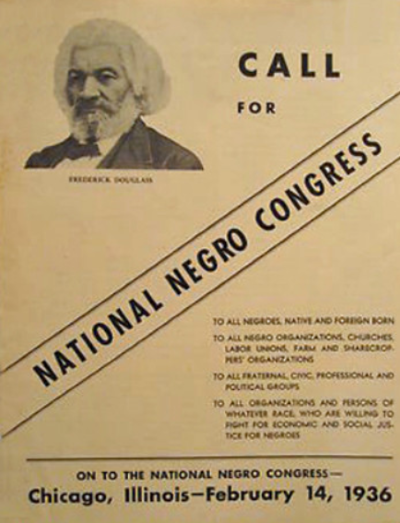 CALL
FOR
FREDERICK DOUGLASS
NATIONAL NEGRO CONGRESS
TO ALL NEGROES, NATIVE AND FOREIGN BORN
TO ALL NEGRO ORGANIZATIONS, CHURCHES,
LABOR UNIONS, FARM AND SHARECROP-
PERS' ORGANIZATIONS
TO ALL FRATERNAL, CIVIC, PROFESSIONAL AND
POLITICAL GROUPS
TO ALL ORGANIZATIONS AND PERSONS OF
WHATEVER RACE, WHO ARE WILLING TO
FIGHT FOR ECONOMIC AND SOCIAL JUS-
TICE FOR NEGROES
ON TO THE NATIONAL NEGRO CONGRESS—
Chicago, Illinois—February 14, 1936